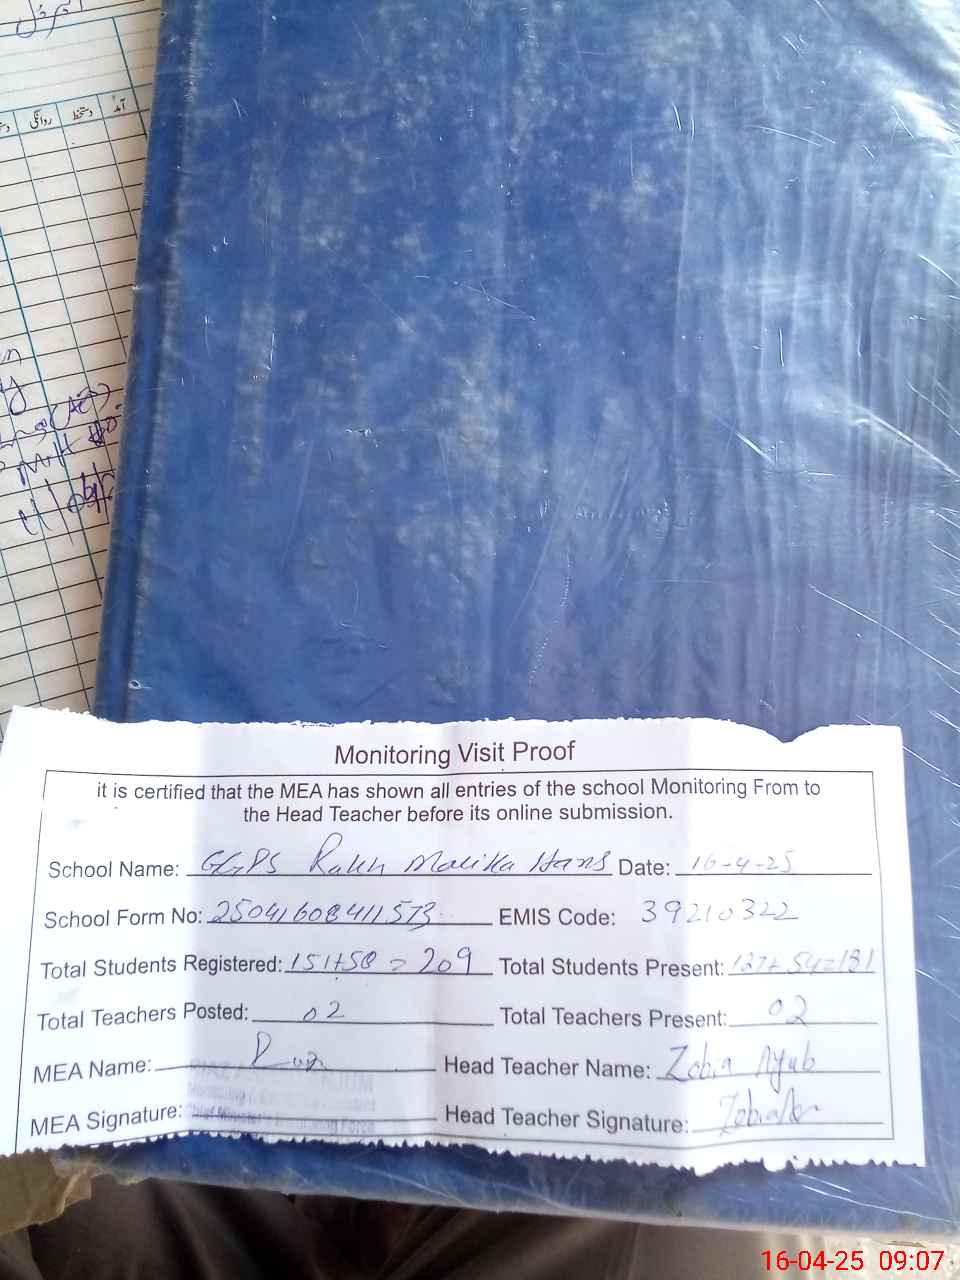 آمد دستخط روانگی
Monitoring Visit Proof
it is certified that the MEA has shown all entries of the school Monitoring From to
the Head Teacher before its online submission.
School Name: GGPS Rakh Malika Hans Date: 16-4-25
School Form No: 25041608411573 EMIS Code: 39210322
Total Students Registered: 151+58 = 209 Total Students Present: 127+54=181
Total Teachers Posted: 02 Total Teachers Present: 02
MEA Name: Head Teacher Name: Zobia Ayub
MEA Signature: Head Teacher Signature:
16-04-25 09:07